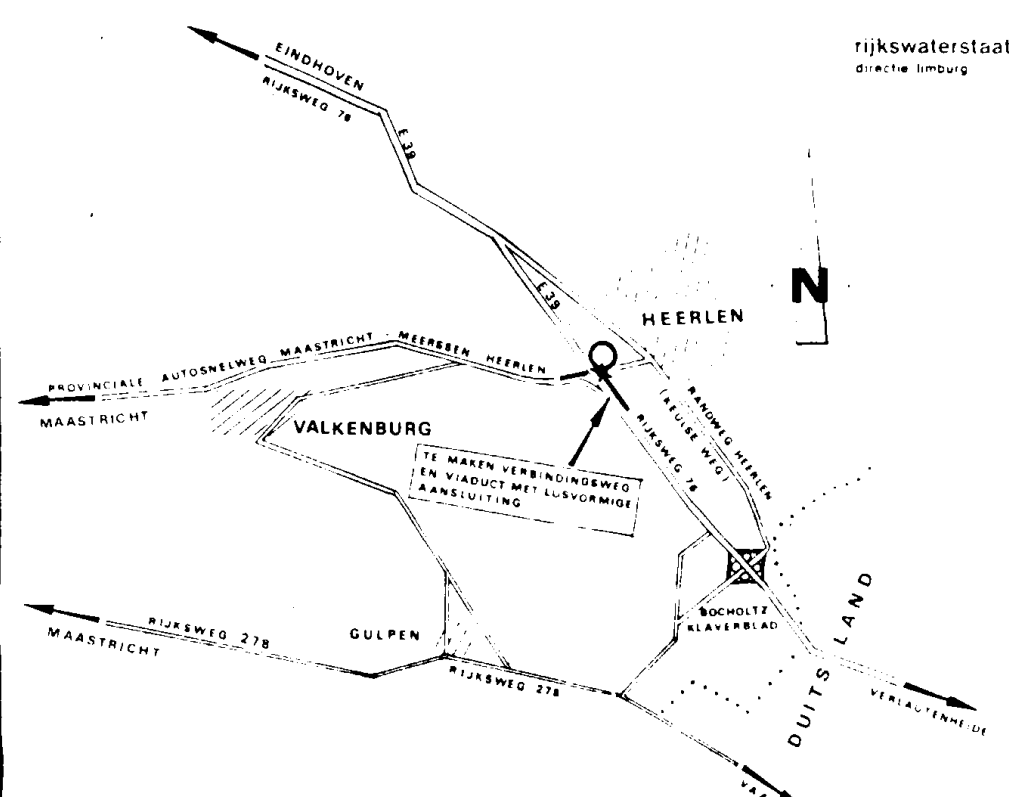 rijkswaterstaat
directie limburg
EINDHOVEN
RIJKSWEG 76
E 39
E 39
N
HEERLEN
PROVINCIALE AUTOSNELWEG MAASTRICHT - MEERSSEN HEERLEN
MAASTRICHT
VALKENBURG
RANDWEG HEERLEN
(KEULSE WEG)
RIJKSWEG 76
TE MAKEN VERBINDINGSWEG
EN VIADUCT MET LUSVORMIGE
AANSLUITING
BOCHOLTZ
KLAVERBLAD
DUITSLAND
RIJKSWEG 278
MAASTRICHT
GULPEN
RIJKSWEG 278
VERLAUTENHEIDE